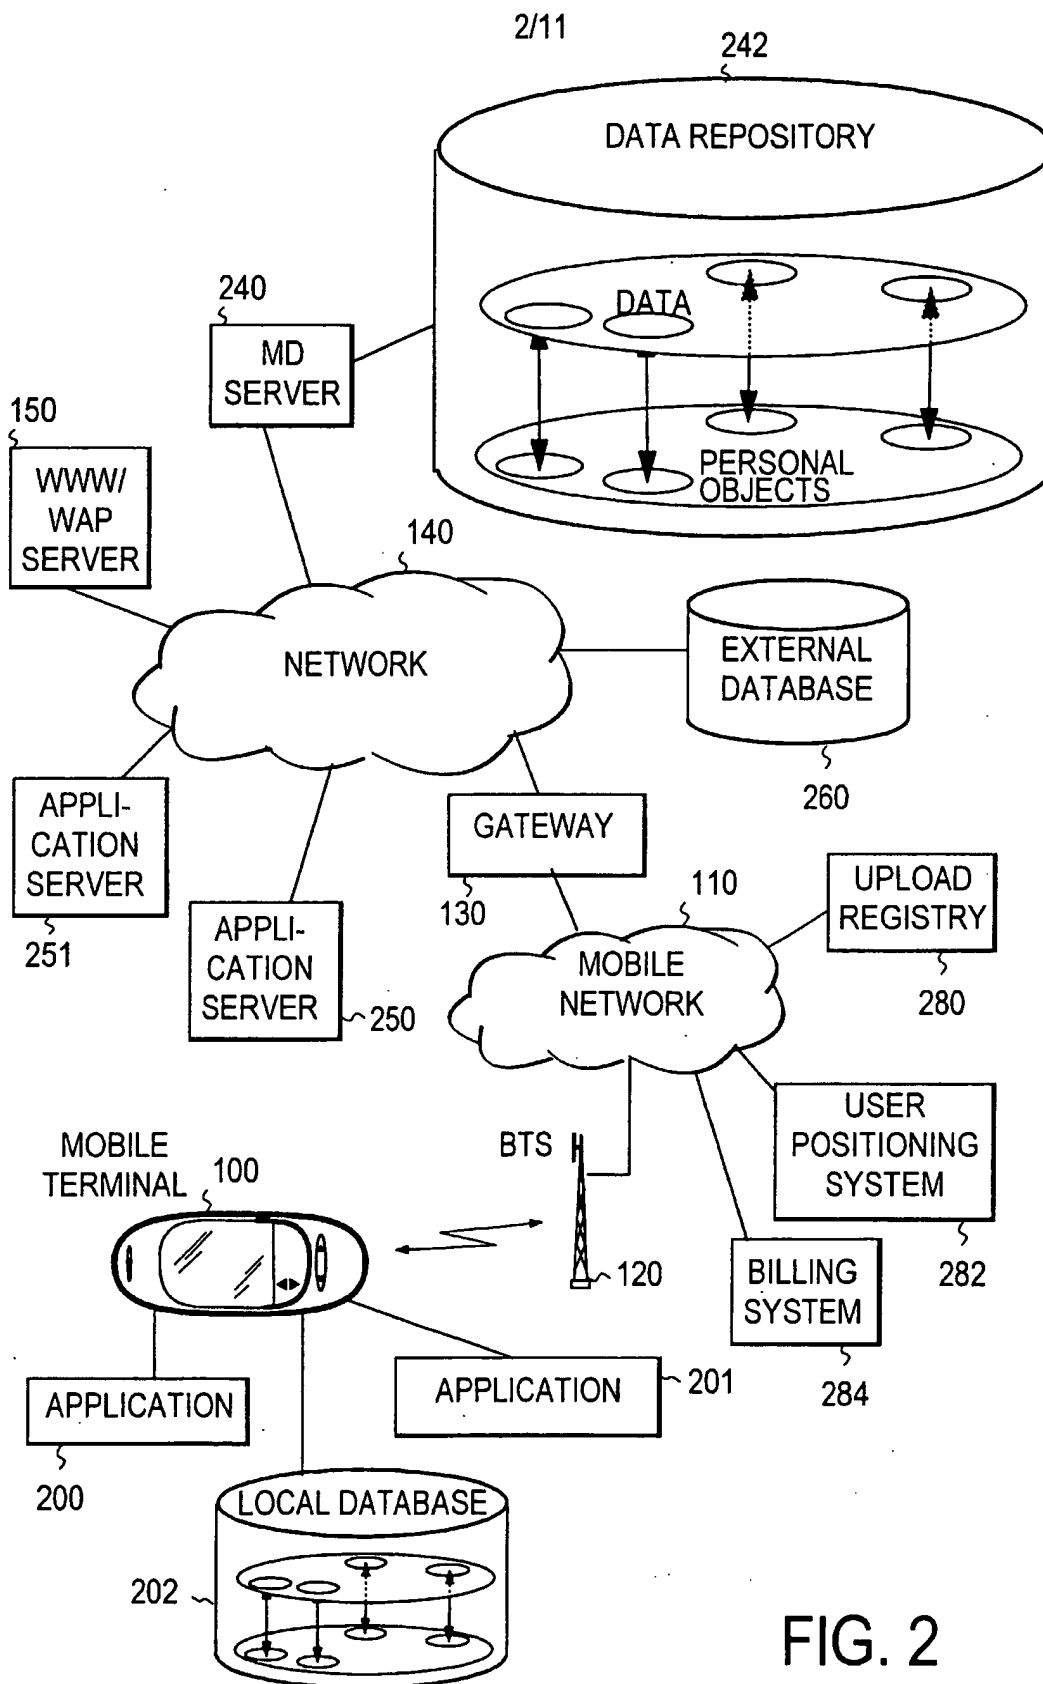 2/11
242
DATA REPOSITORY
DATA
PERSONAL
OBJECTS
240
MD
SERVER
150
WWW/
WAP
SERVER
140
NETWORK
EXTERNAL
DATABASE
260
APPLI-
CATION
SERVER
251
GATEWAY
130
APPLI-
CATION
SERVER
250
110
MOBILE
NETWORK
UPLOAD
REGISTRY
280
USER
POSITIONING
SYSTEM
282
BTS
120
MOBILE
TERMINAL
100
BILLING
SYSTEM
284
APPLICATION
200
APPLICATION
201
LOCAL DATABASE
202
FIG. 2